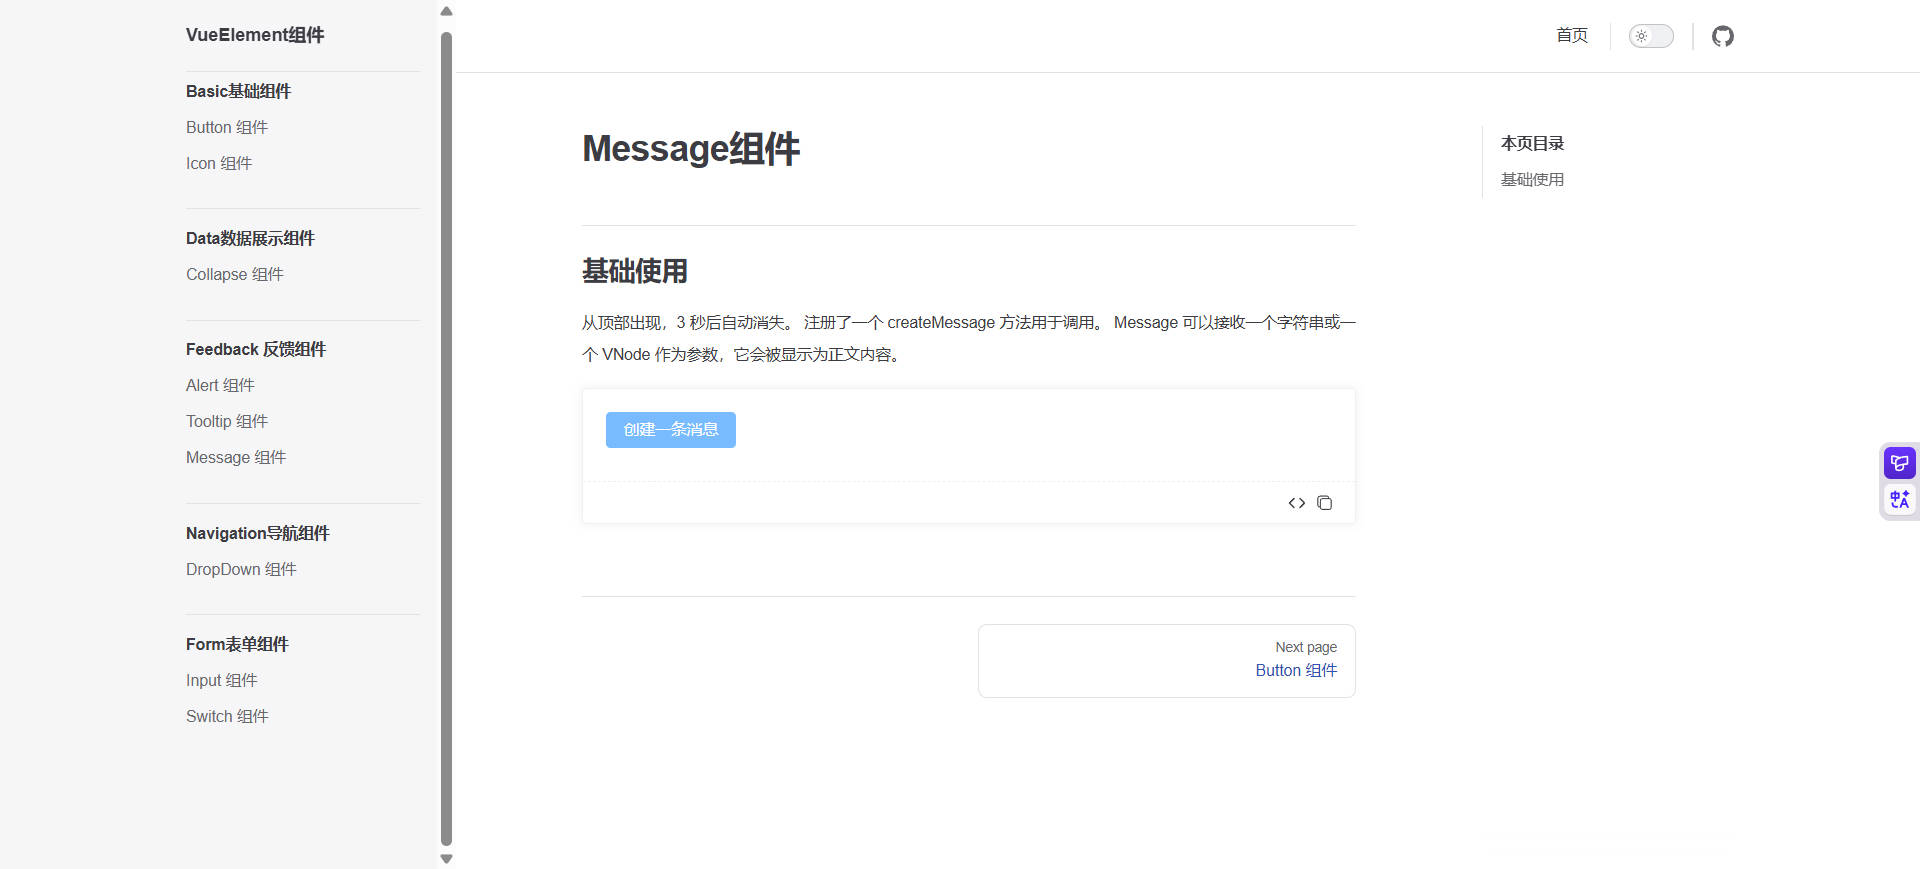 VueElement组件
Basic基础组件
Button 组件
Icon 组件
Data数据展示组件
Collapse 组件
Feedback 反馈组件
Alert 组件
Tooltip 组件
Message 组件
Navigation导航组件
DropDown 组件
Form表单组件
Input 组件
Switch 组件
首页
Message组件
基础使用
从顶部出现，3 秒后自动消失。 注册了一个 createMessage 方法用于调用。 Message 可以接收一个字符串或一
个 VNode 作为参数，它会被显示为正文内容。
创建一条消息
Next page
Button 组件
本页目录
基础使用
中A